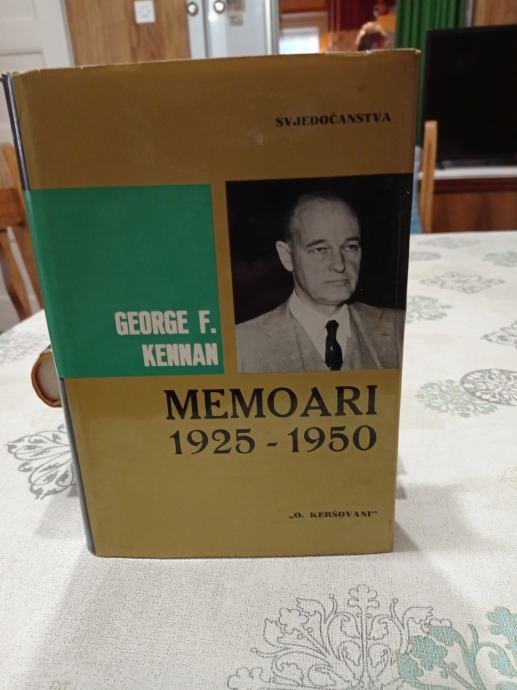 SVJEDOČANSTVA
GEORGE F.
KENNAN
MEMOARI
1925 - 1950
„O. KERŠOVANI“